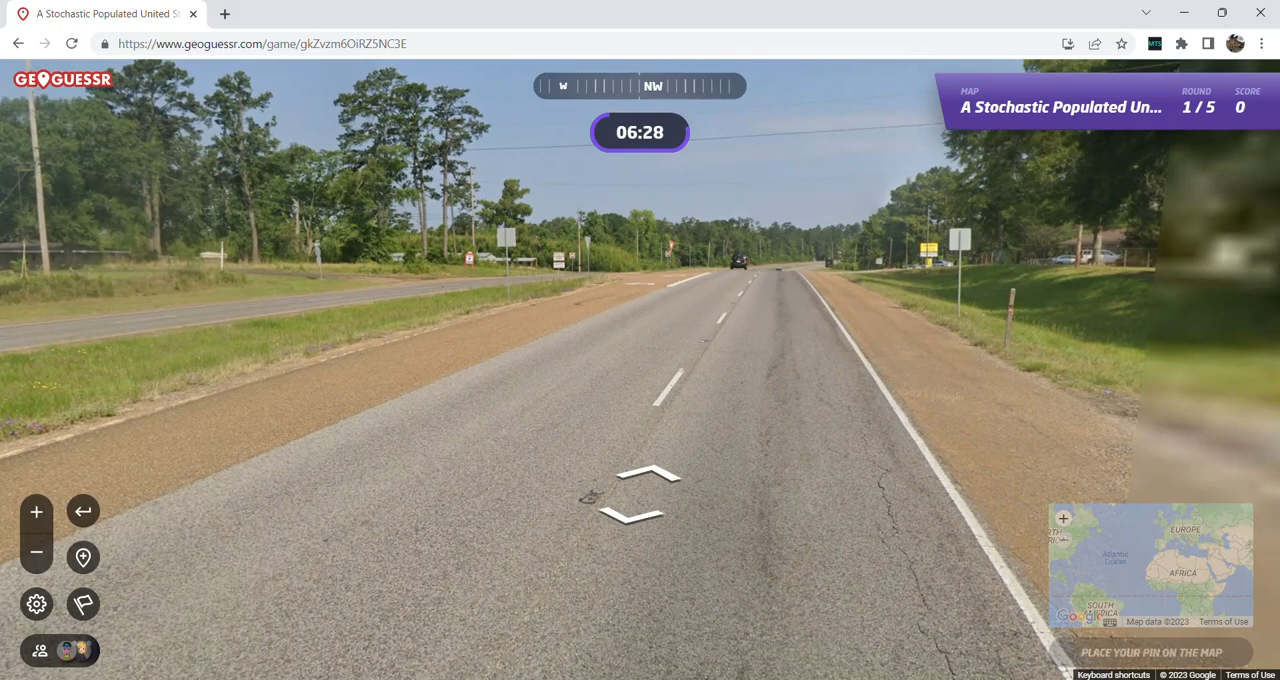 A Stochastic Populated United St
https://www.geoguessr.com/game/gkZvzm6OiRZ5NC3E
MTS
GEOGUESSR
W NW
06:28
MAP ROUND SCORE
A Stochastic Populated Un... 1 / 5 0
EUROPE
Atlantic
Ocean
AFRICA
SOUTH
AMERICA
Google
Map data ©2023 Terms of Use
PLACE YOUR PIN ON THE MAP
Keyboard shortcuts © 2023 Google Terms of Use